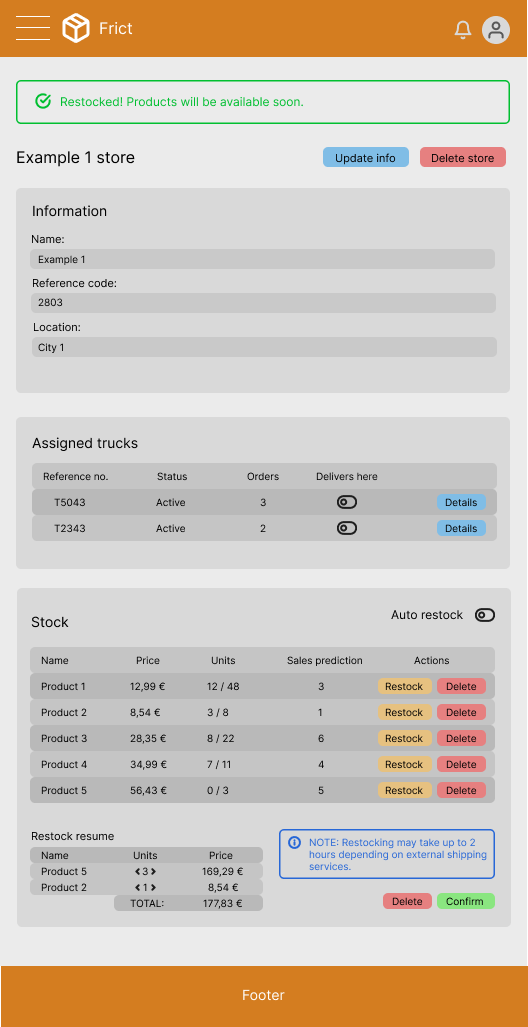 Frict
Restocked! Products will be available soon.
Example 1 store
Update info
Delete store
Information
Name:
Example 1
Reference code:
2803
Location:
City 1
Assigned trucks
Reference no. Status Orders Delivers here
T5043 Active 3 Details
T2343 Active 2 Details
Auto restock
Stock
Name Price Units Sales prediction Actions
Product 1 12,99 € 12 / 48 3 Restock Delete
Product 2 8,54 € 3 / 8 1 Restock Delete
Product 3 28,35 € 8 / 22 6 Restock Delete
Product 4 34,99 € 7 / 11 4 Restock Delete
Product 5 56,43 € 0 / 3 5 Restock Delete
Restock resume
Name Units Price
Product 5 3 169,29 €
Product 2 1 8,54 €
TOTAL: 177,83 €
NOTE: Restocking may take up to 2
hours depending on external shipping
services.
Delete
Confirm
Footer